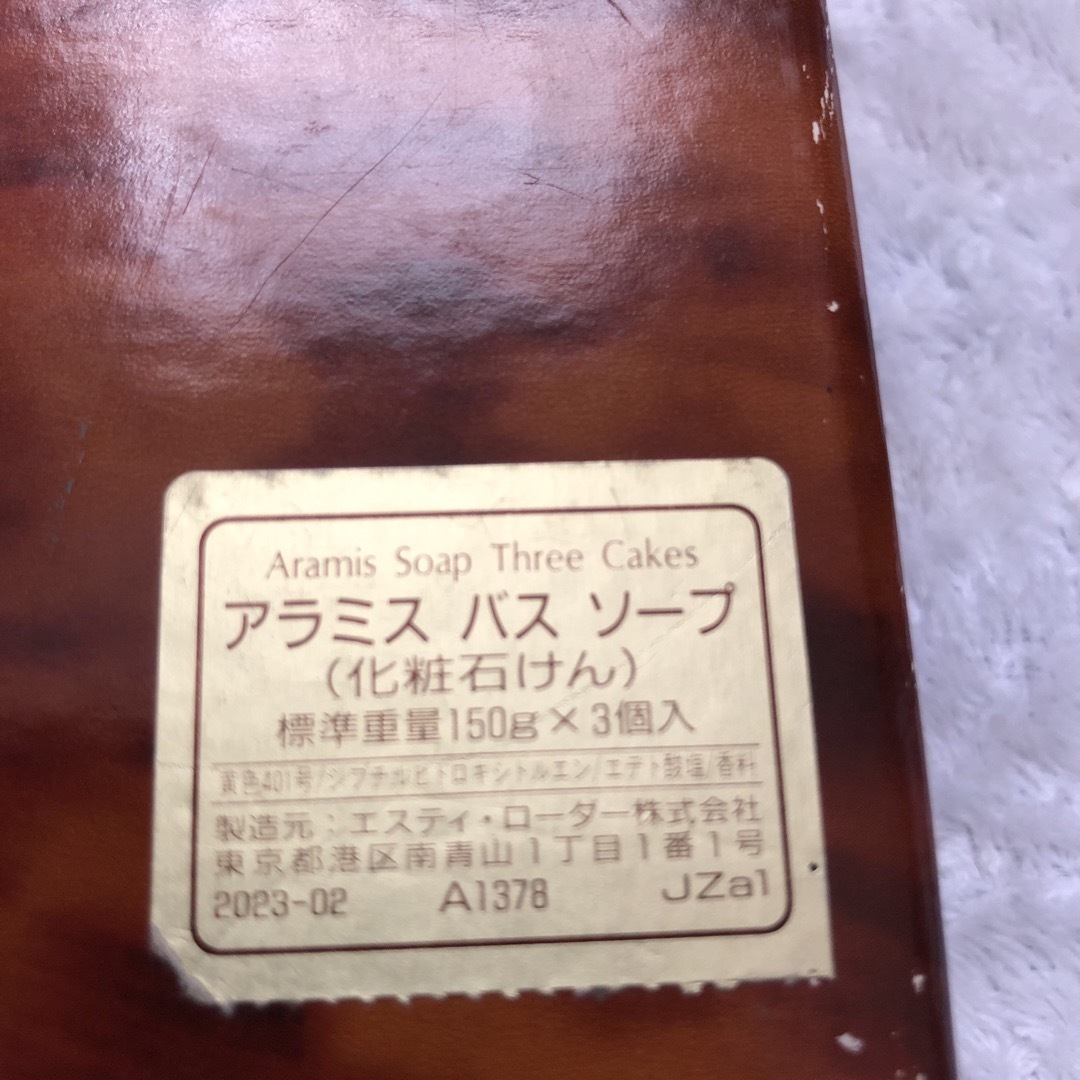 Aramis Soap Three Cakes
アラミス バス ソープ
(化粧石けん)
標準重量150g×3個入
黄色401号/ジブチルヒドロキシトルエン/エデト酸塩/香料
製造元:エスティ・ローダー株式会社
東京都港区南青山1丁目1番1号
2023-02 A1378 JZa1